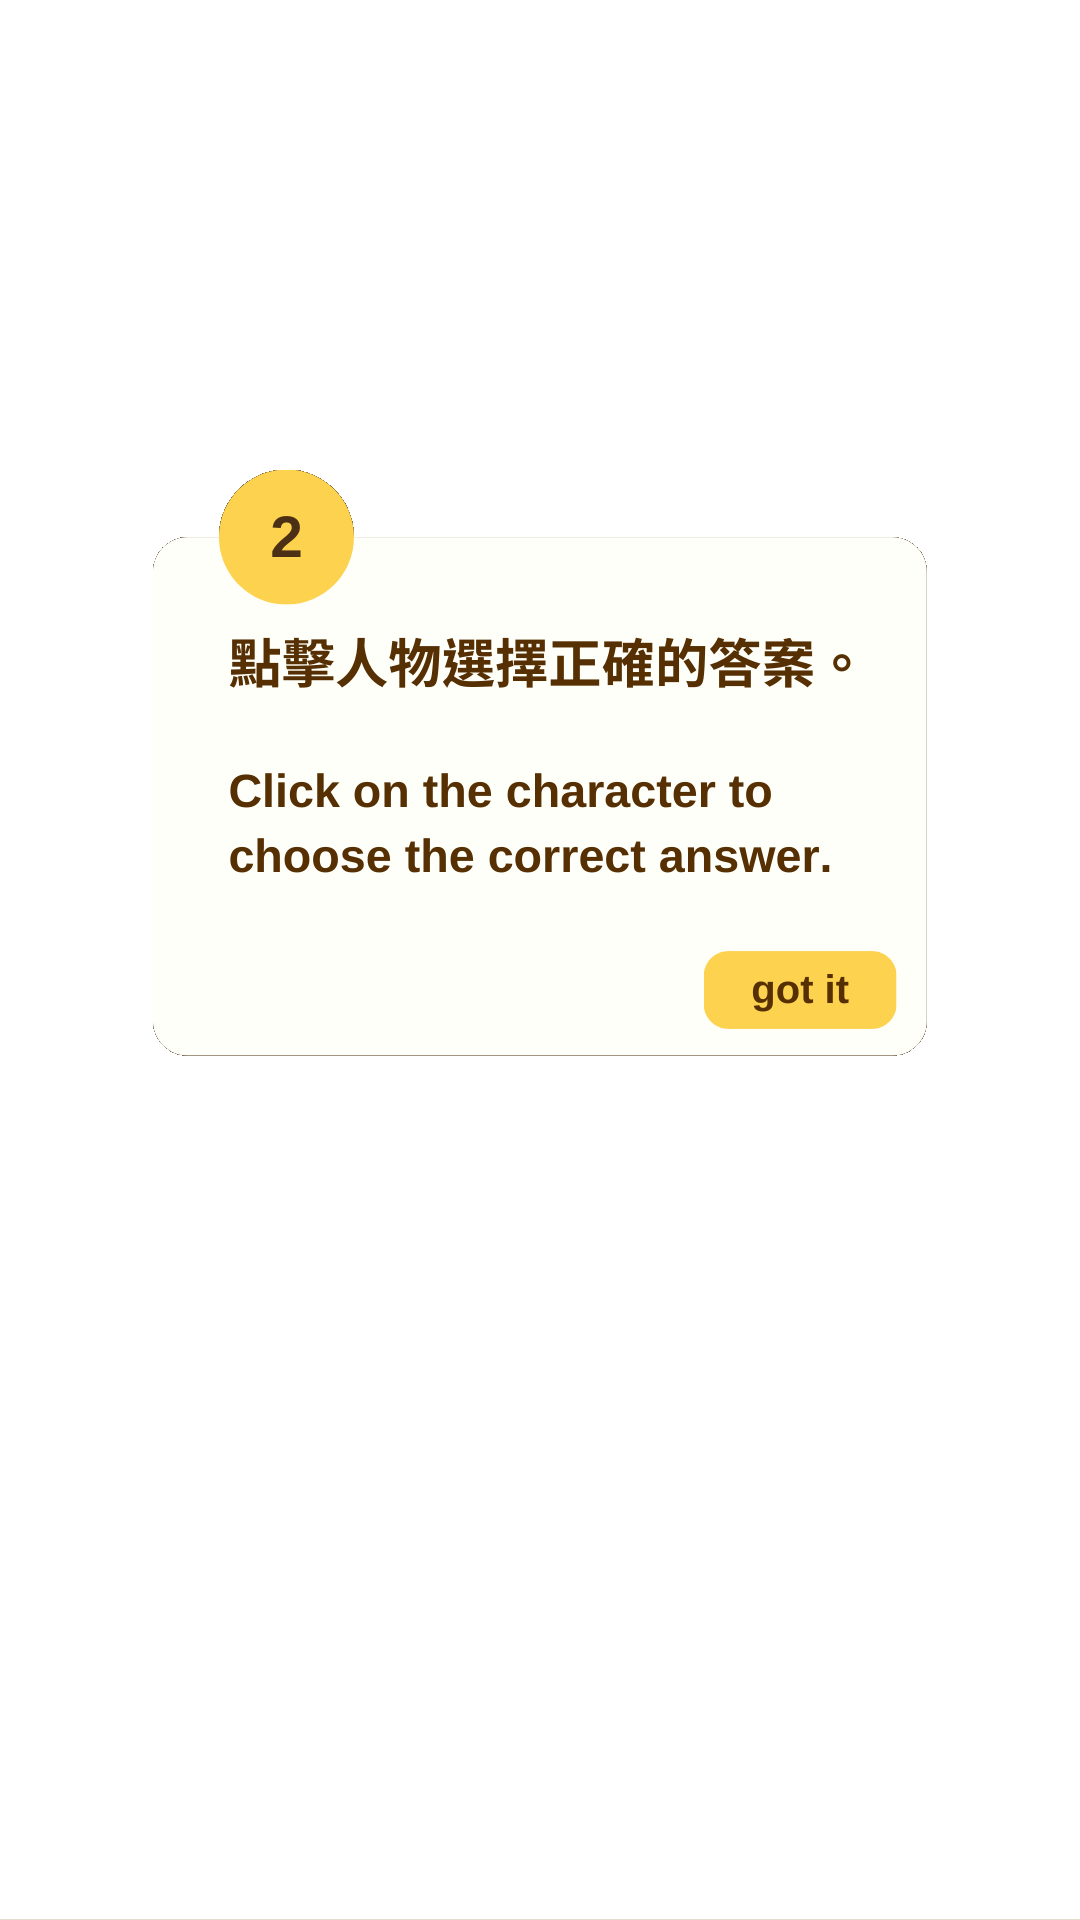 2
點擊人物選擇正確的答案。
Click on the character to
choose the correct answer.
got it